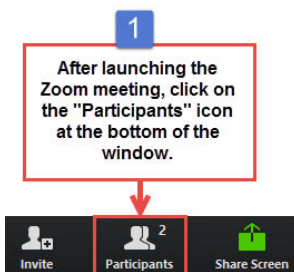 1
After launching the
Zoom meeting, click on
the "Participants" icon
at the bottom of the
window.
2
Invite
Participants
Share Screen